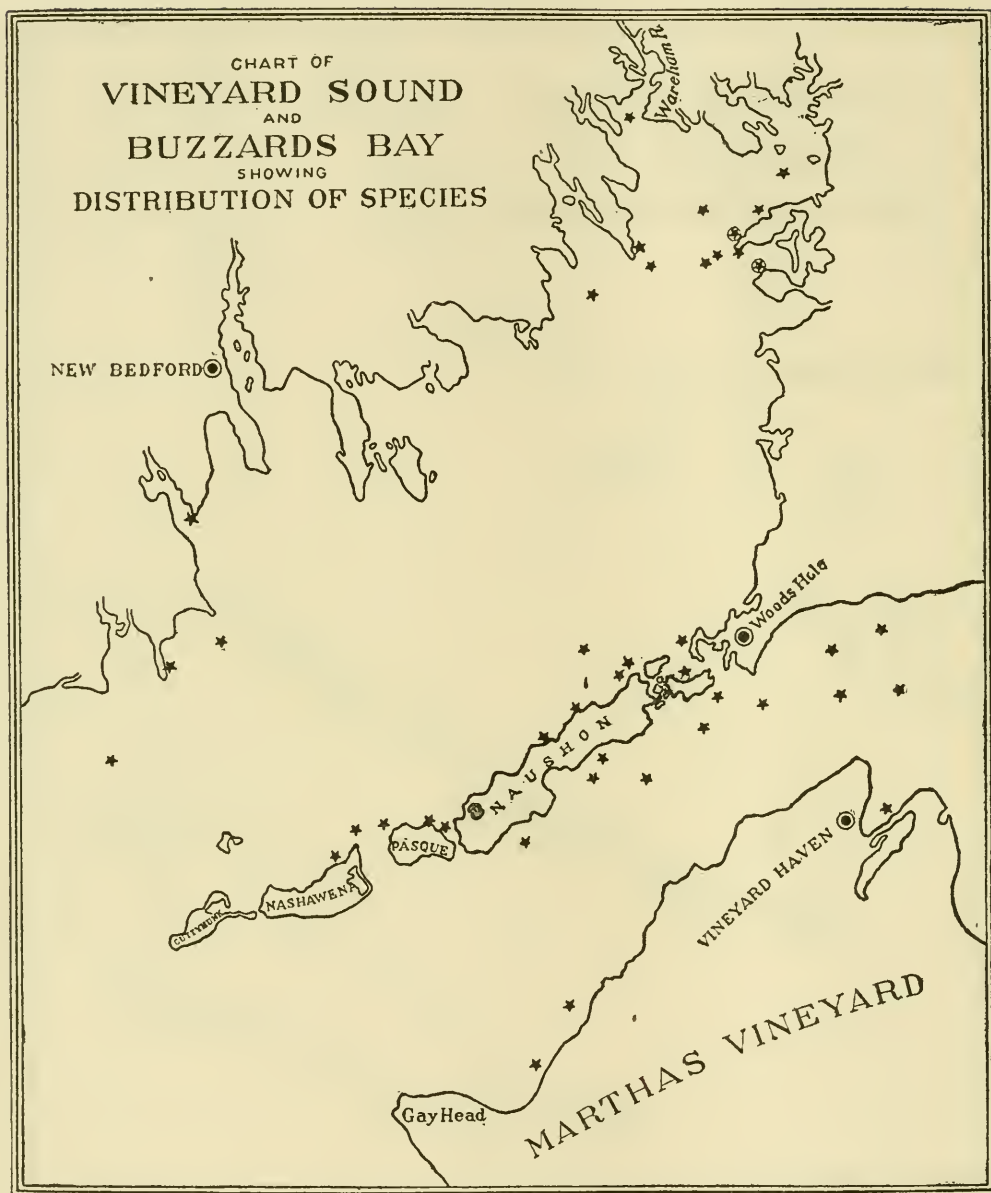 CHART OF
VINEYARD SOUND
AND
BUZZARDS BAY
SHOWING
DISTRIBUTION OF SPECIES
Wareham R.
NEW BEDFORD
Woods Hole
NAUSHON
PASQUE
NASHAWENA
CUTTYHUNK
VINEYARD HAVEN
MARTHAS VINEYARD
Gay Head